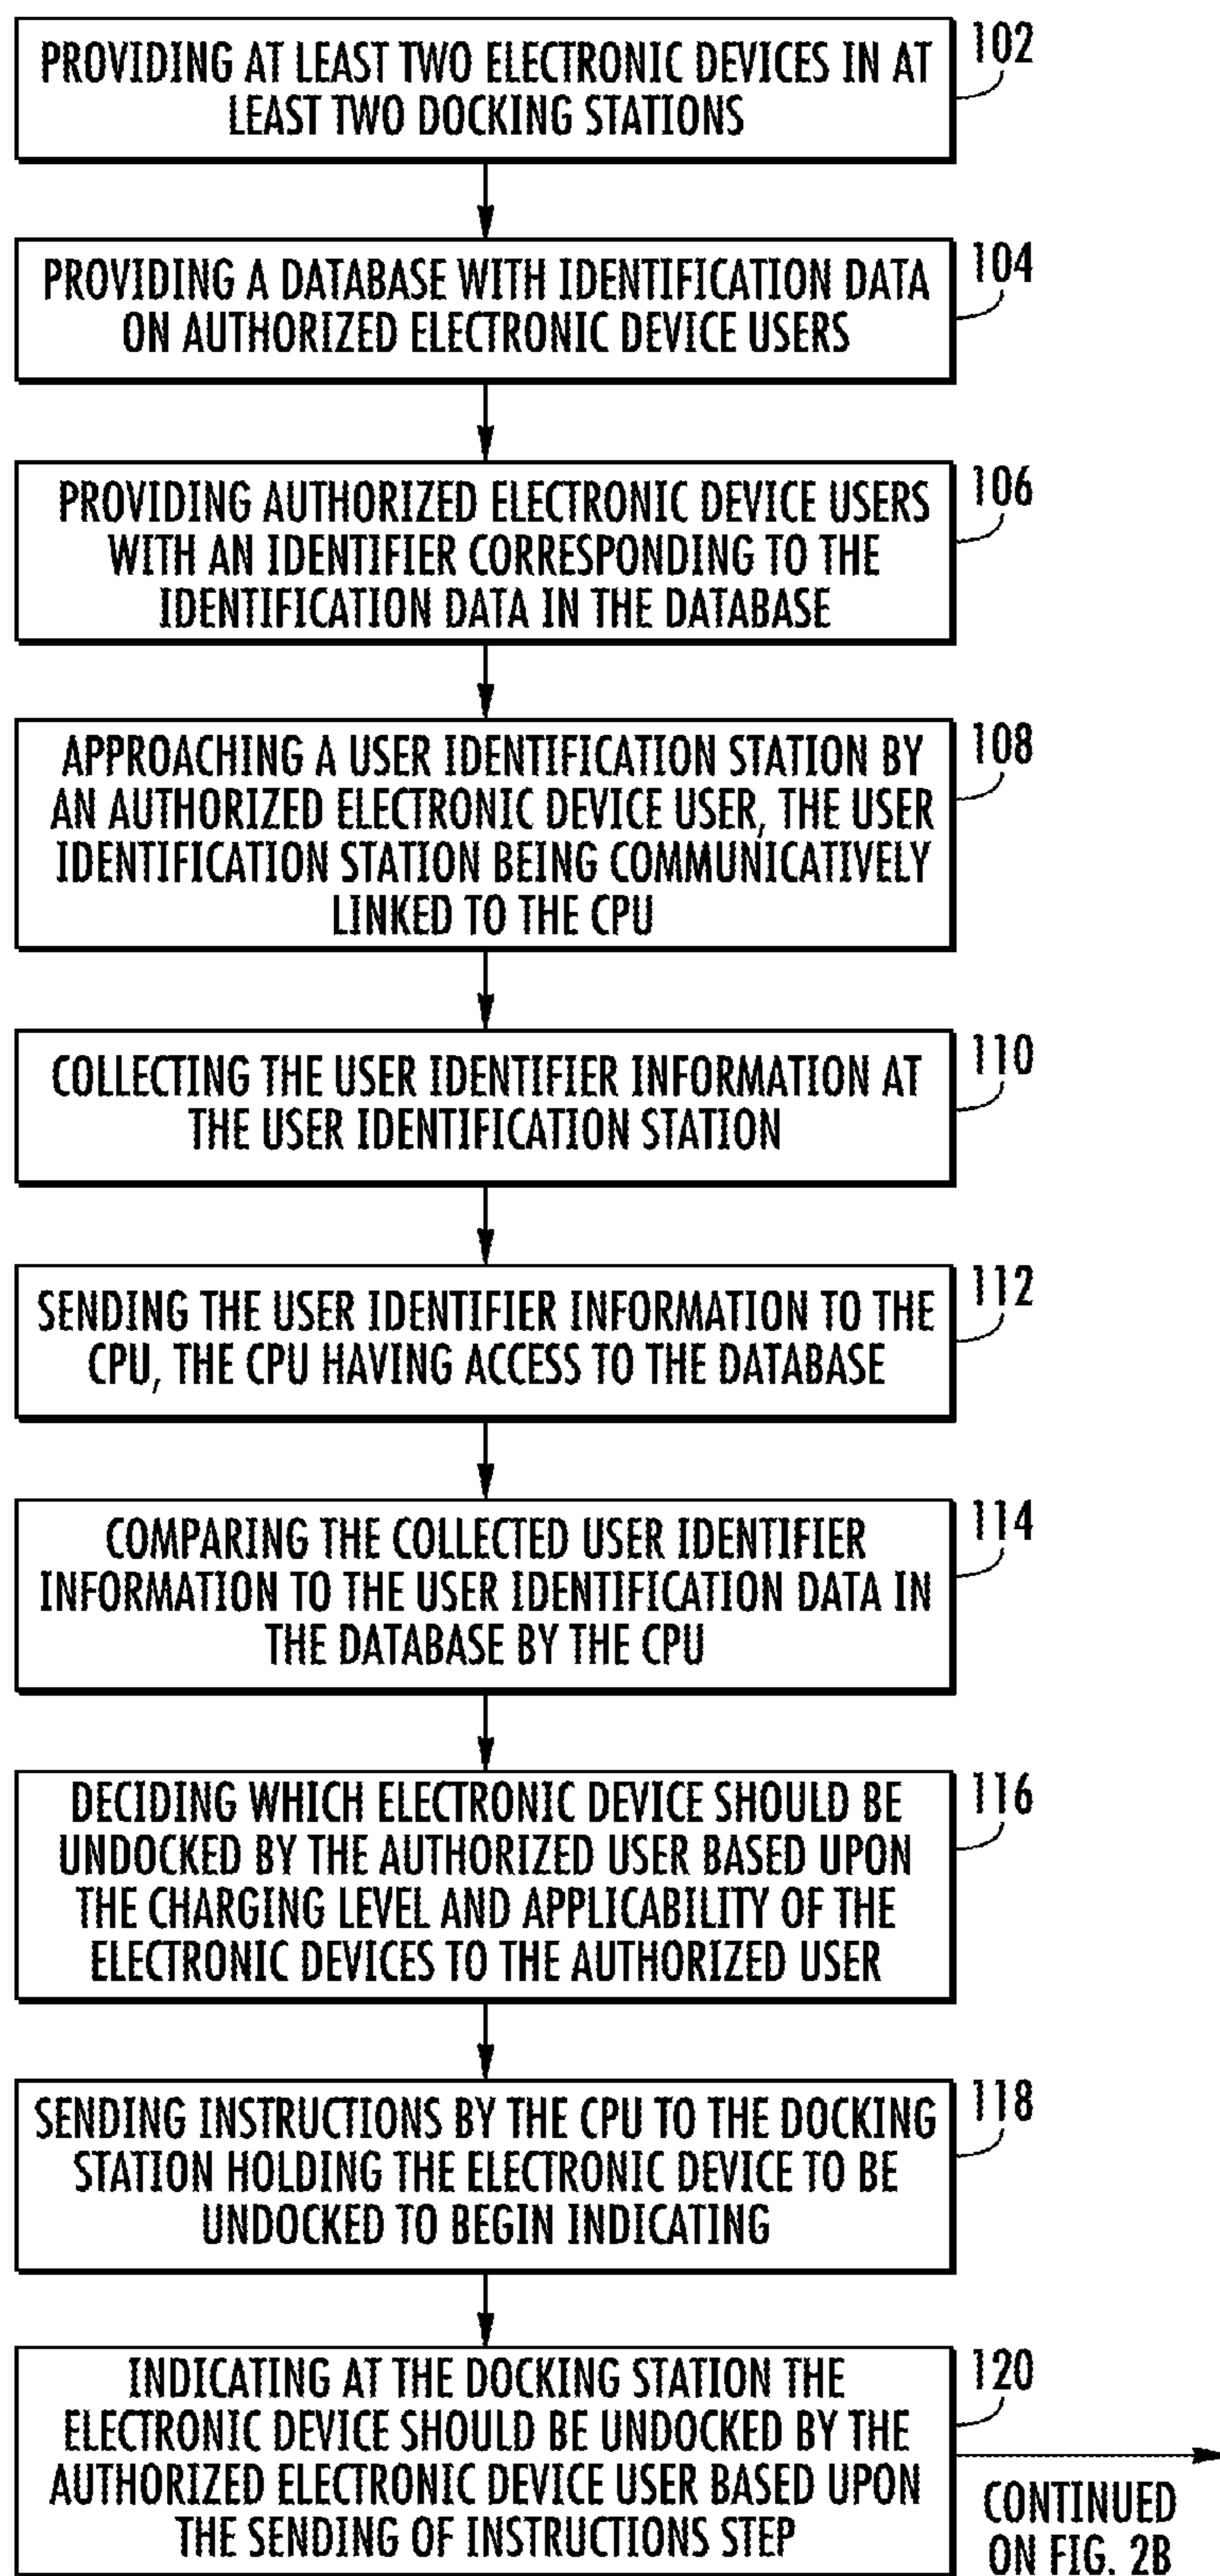 PROVIDING AT LEAST TWO ELECTRONIC DEVICES IN AT
LEAST TWO DOCKING STATIONS
102
PROVIDING A DATABASE WITH IDENTIFICATION DATA
ON AUTHORIZED ELECTRONIC DEVICE USERS
104
PROVIDING AUTHORIZED ELECTRONIC DEVICE USERS
WITH AN IDENTIFIER CORRESPONDING TO THE
IDENTIFICATION DATA IN THE DATABASE
106
APPROACHING A USER IDENTIFICATION STATION BY
AN AUTHORIZED ELECTRONIC DEVICE USER, THE USER
IDENTIFICATION STATION BEING COMMUNICATIVELY
LINKED TO THE CPU
108
COLLECTING THE USER IDENTIFIER INFORMATION AT
THE USER IDENTIFICATION STATION
110
SENDING THE USER IDENTIFIER INFORMATION TO THE
CPU, THE CPU HAVING ACCESS TO THE DATABASE
112
COMPARING THE COLLECTED USER IDENTIFIER
INFORMATION TO THE USER IDENTIFICATION DATA IN
THE DATABASE BY THE CPU
114
DECIDING WHICH ELECTRONIC DEVICE SHOULD BE
UNDOCKED BY THE AUTHORIZED USER BASED UPON
THE CHARGING LEVEL AND APPLICABILITY OF THE
ELECTRONIC DEVICES TO THE AUTHORIZED USER
116
SENDING INSTRUCTIONS BY THE CPU TO THE DOCKING
STATION HOLDING THE ELECTRONIC DEVICE TO BE
UNDOCKED TO BEGIN INDICATING
118
INDICATING AT THE DOCKING STATION THE
ELECTRONIC DEVICE SHOULD BE UNDOCKED BY THE
AUTHORIZED ELECTRONIC DEVICE USER BASED UPON
THE SENDING OF INSTRUCTIONS STEP
120
CONTINUED
ON FIG. 2B